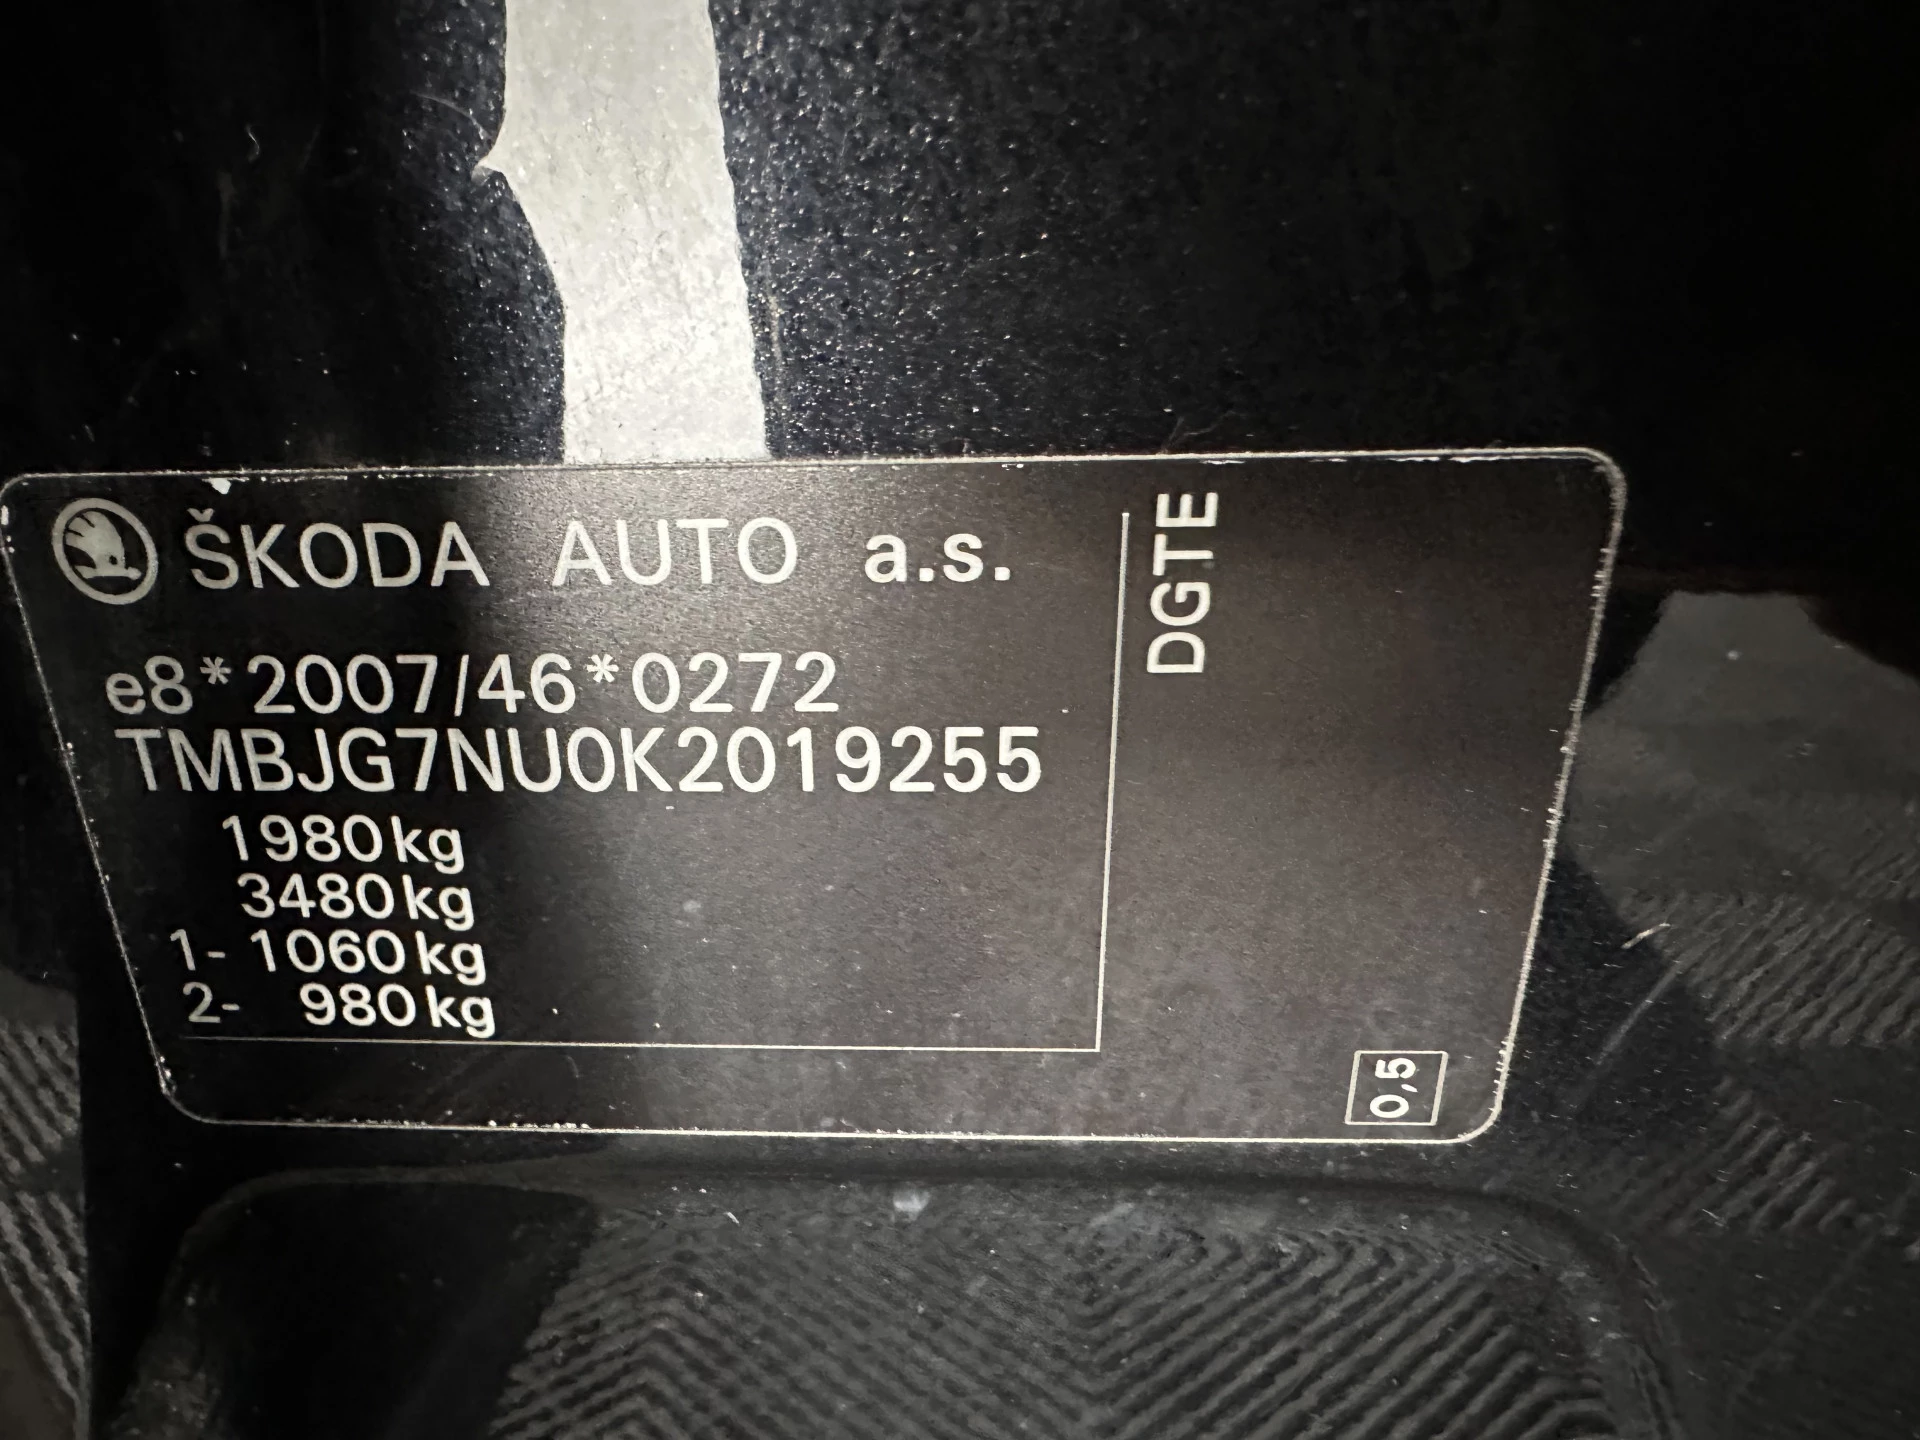 ŠKODA AUTO a.s.
e8*2007/46*0272
TMBJG7NU0K2019255
1980kg
3480kg
1- 1060kg
2- 980kg
DGTE
0,5